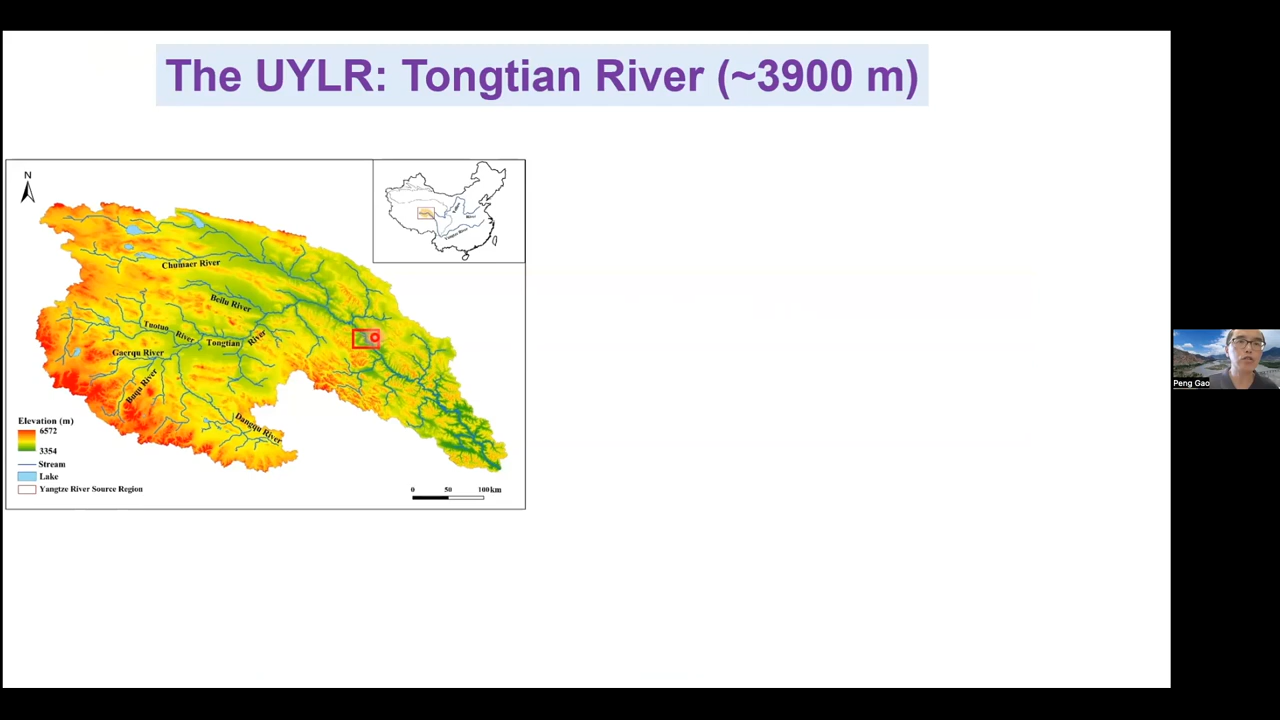 The UYLR: Tongtian River (~3900 m)
N
Chumaer River
Beilu River
Tuotuo River
Tongtian River
Gaerqu River
Buqu River
Dangqu River
Elevation (m)
6572
3354
Stream
Lake
Yangtze River Source Region
0 50 100km
Peng Gao